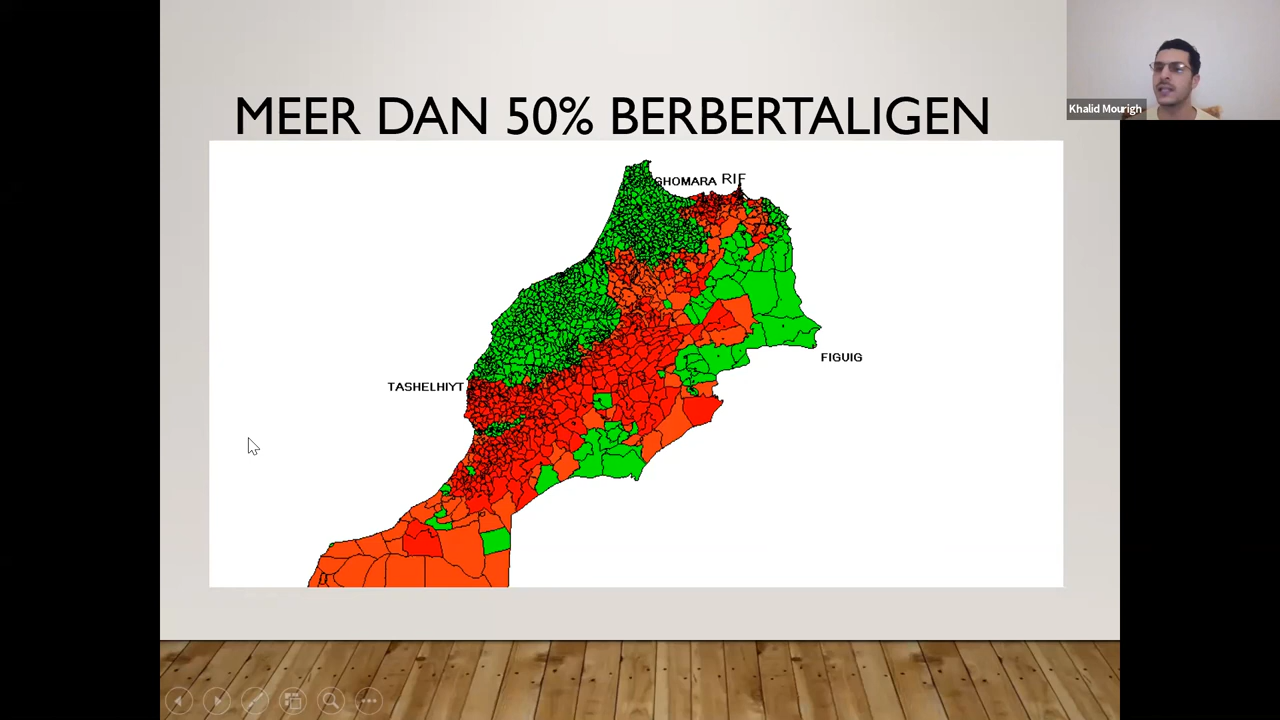 MEER DAN 50% BERBERTALIGEN
Khalid Mourigh
GHOMARA RIF
FIGUIG
TASHELHIYT